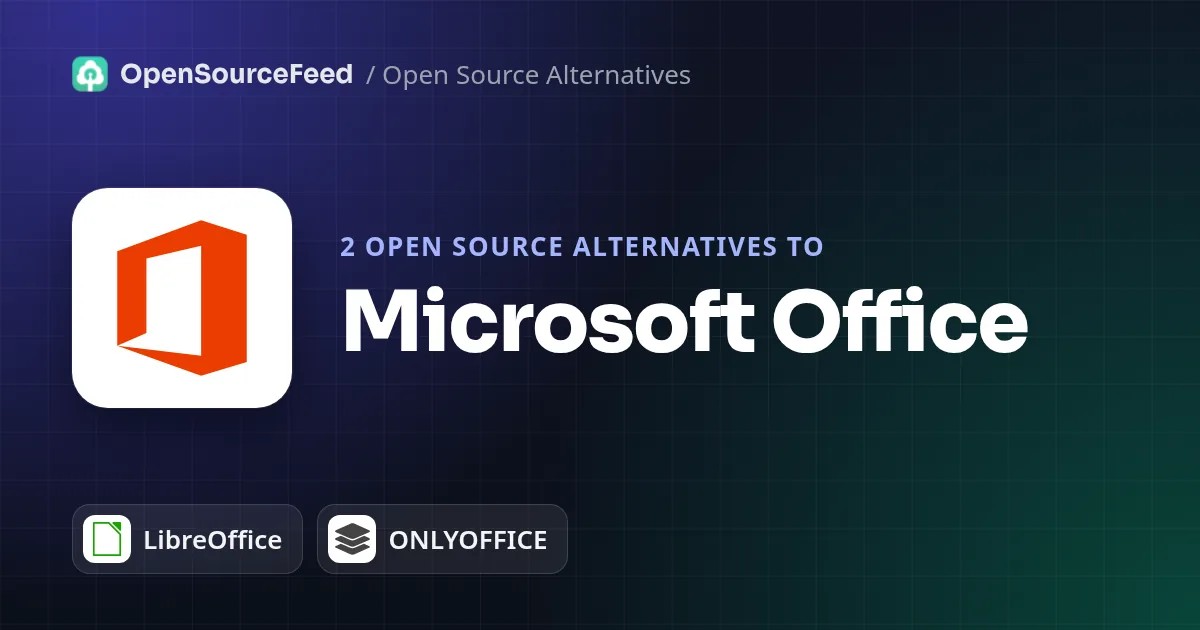 OpenSourceFeed / Open Source Alternatives
2 OPEN SOURCE ALTERNATIVES TO
Microsoft Office
LibreOffice
ONLYOFFICE